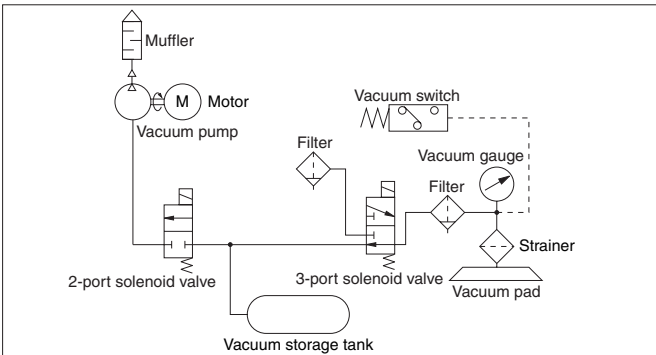 Muffler
M
Motor
Vacuum pump
Vacuum switch
Filter
Vacuum gauge
Filter
Strainer
2-port solenoid valve
3-port solenoid valve
Vacuum pad
Vacuum storage tank